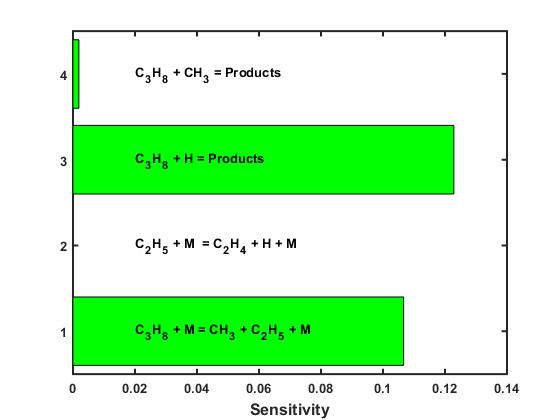 4
C3H8 + CH3 = Products
3
C3H8 + H = Products
2
C2H5 + M = C2H4 + H + M
1
C3H8 + M = CH3 + C2H5 + M
0 0.02 0.04 0.06 0.08 0.1 0.12 0.14
Sensitivity